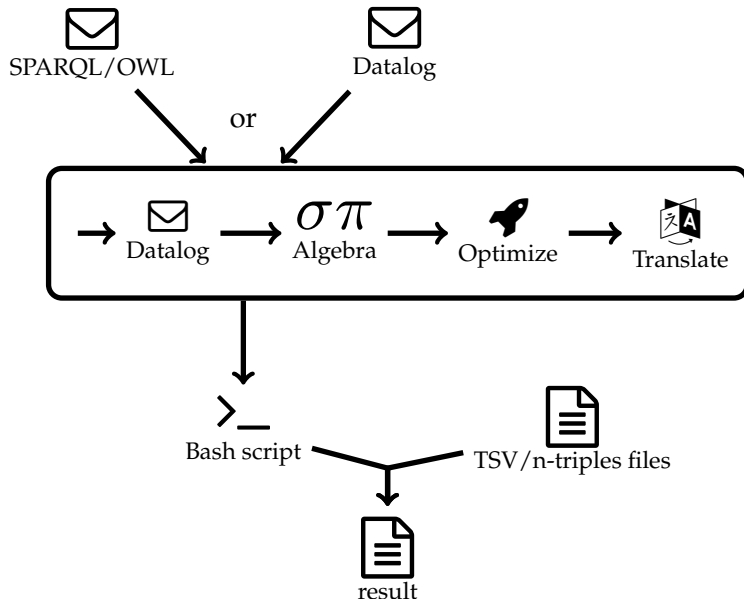 SPARQL/OWL
Datalog
or
σπ
Datalog
Algebra
Optimize
Translate
>_
Bash script
TSV/n-triples files
result